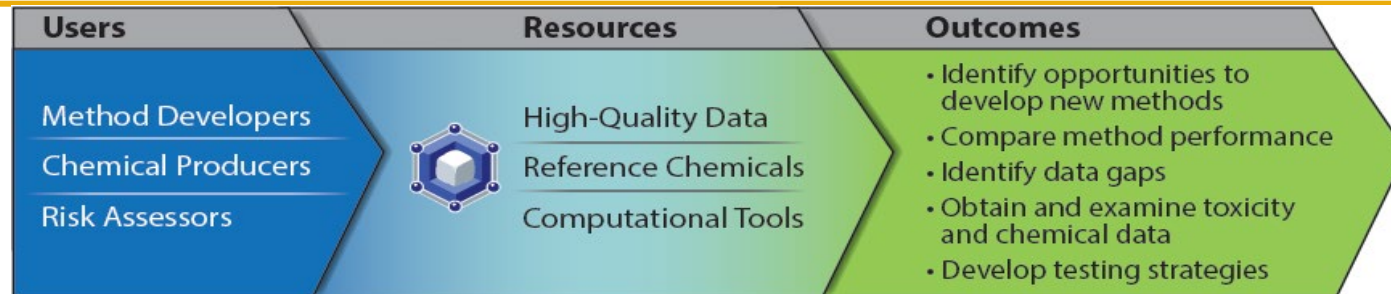 Users
Method Developers
Chemical Producers
Risk Assessors
Resources
High-Quality Data
Reference Chemicals
Computational Tools
Outcomes
• Identify opportunities to
develop new methods
• Compare method performance
• Identify data gaps
• Obtain and examine toxicity
and chemical data
• Develop testing strategies